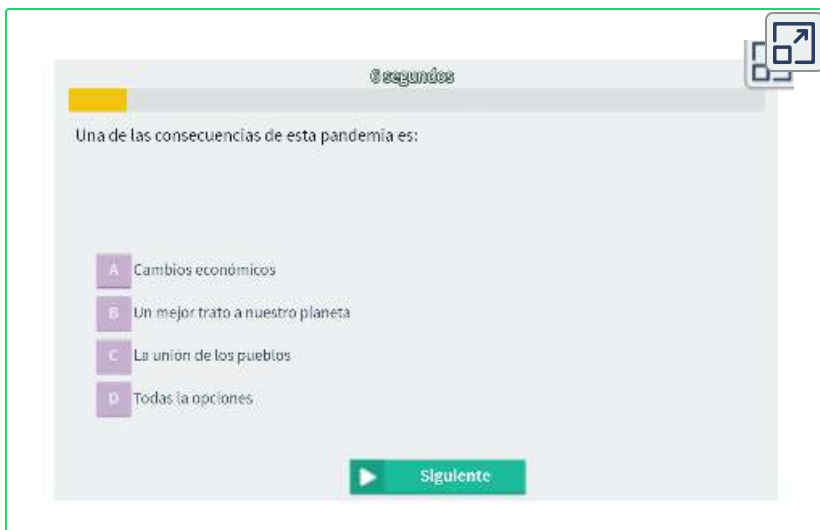 6 segundos
Una de las consecuencias de esta pandemia es:
A Cambios económicos
B Un mejor trato a nuestro planeta
C La unión de los pueblos
D Todas la opciones
Siguiente